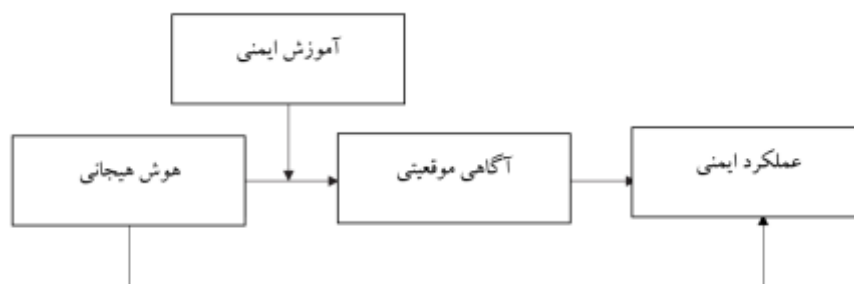 آموزش ایمنی
هوش هیجانی
آگاهی موقعیتی
عملکرد ایمنی